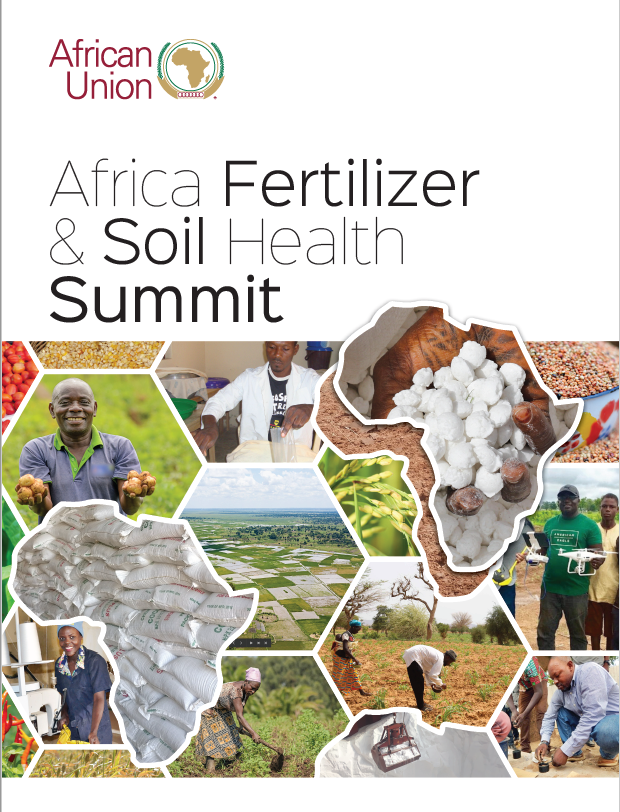 African
Union
Africa Fertilizer
& Soil Health
Summit